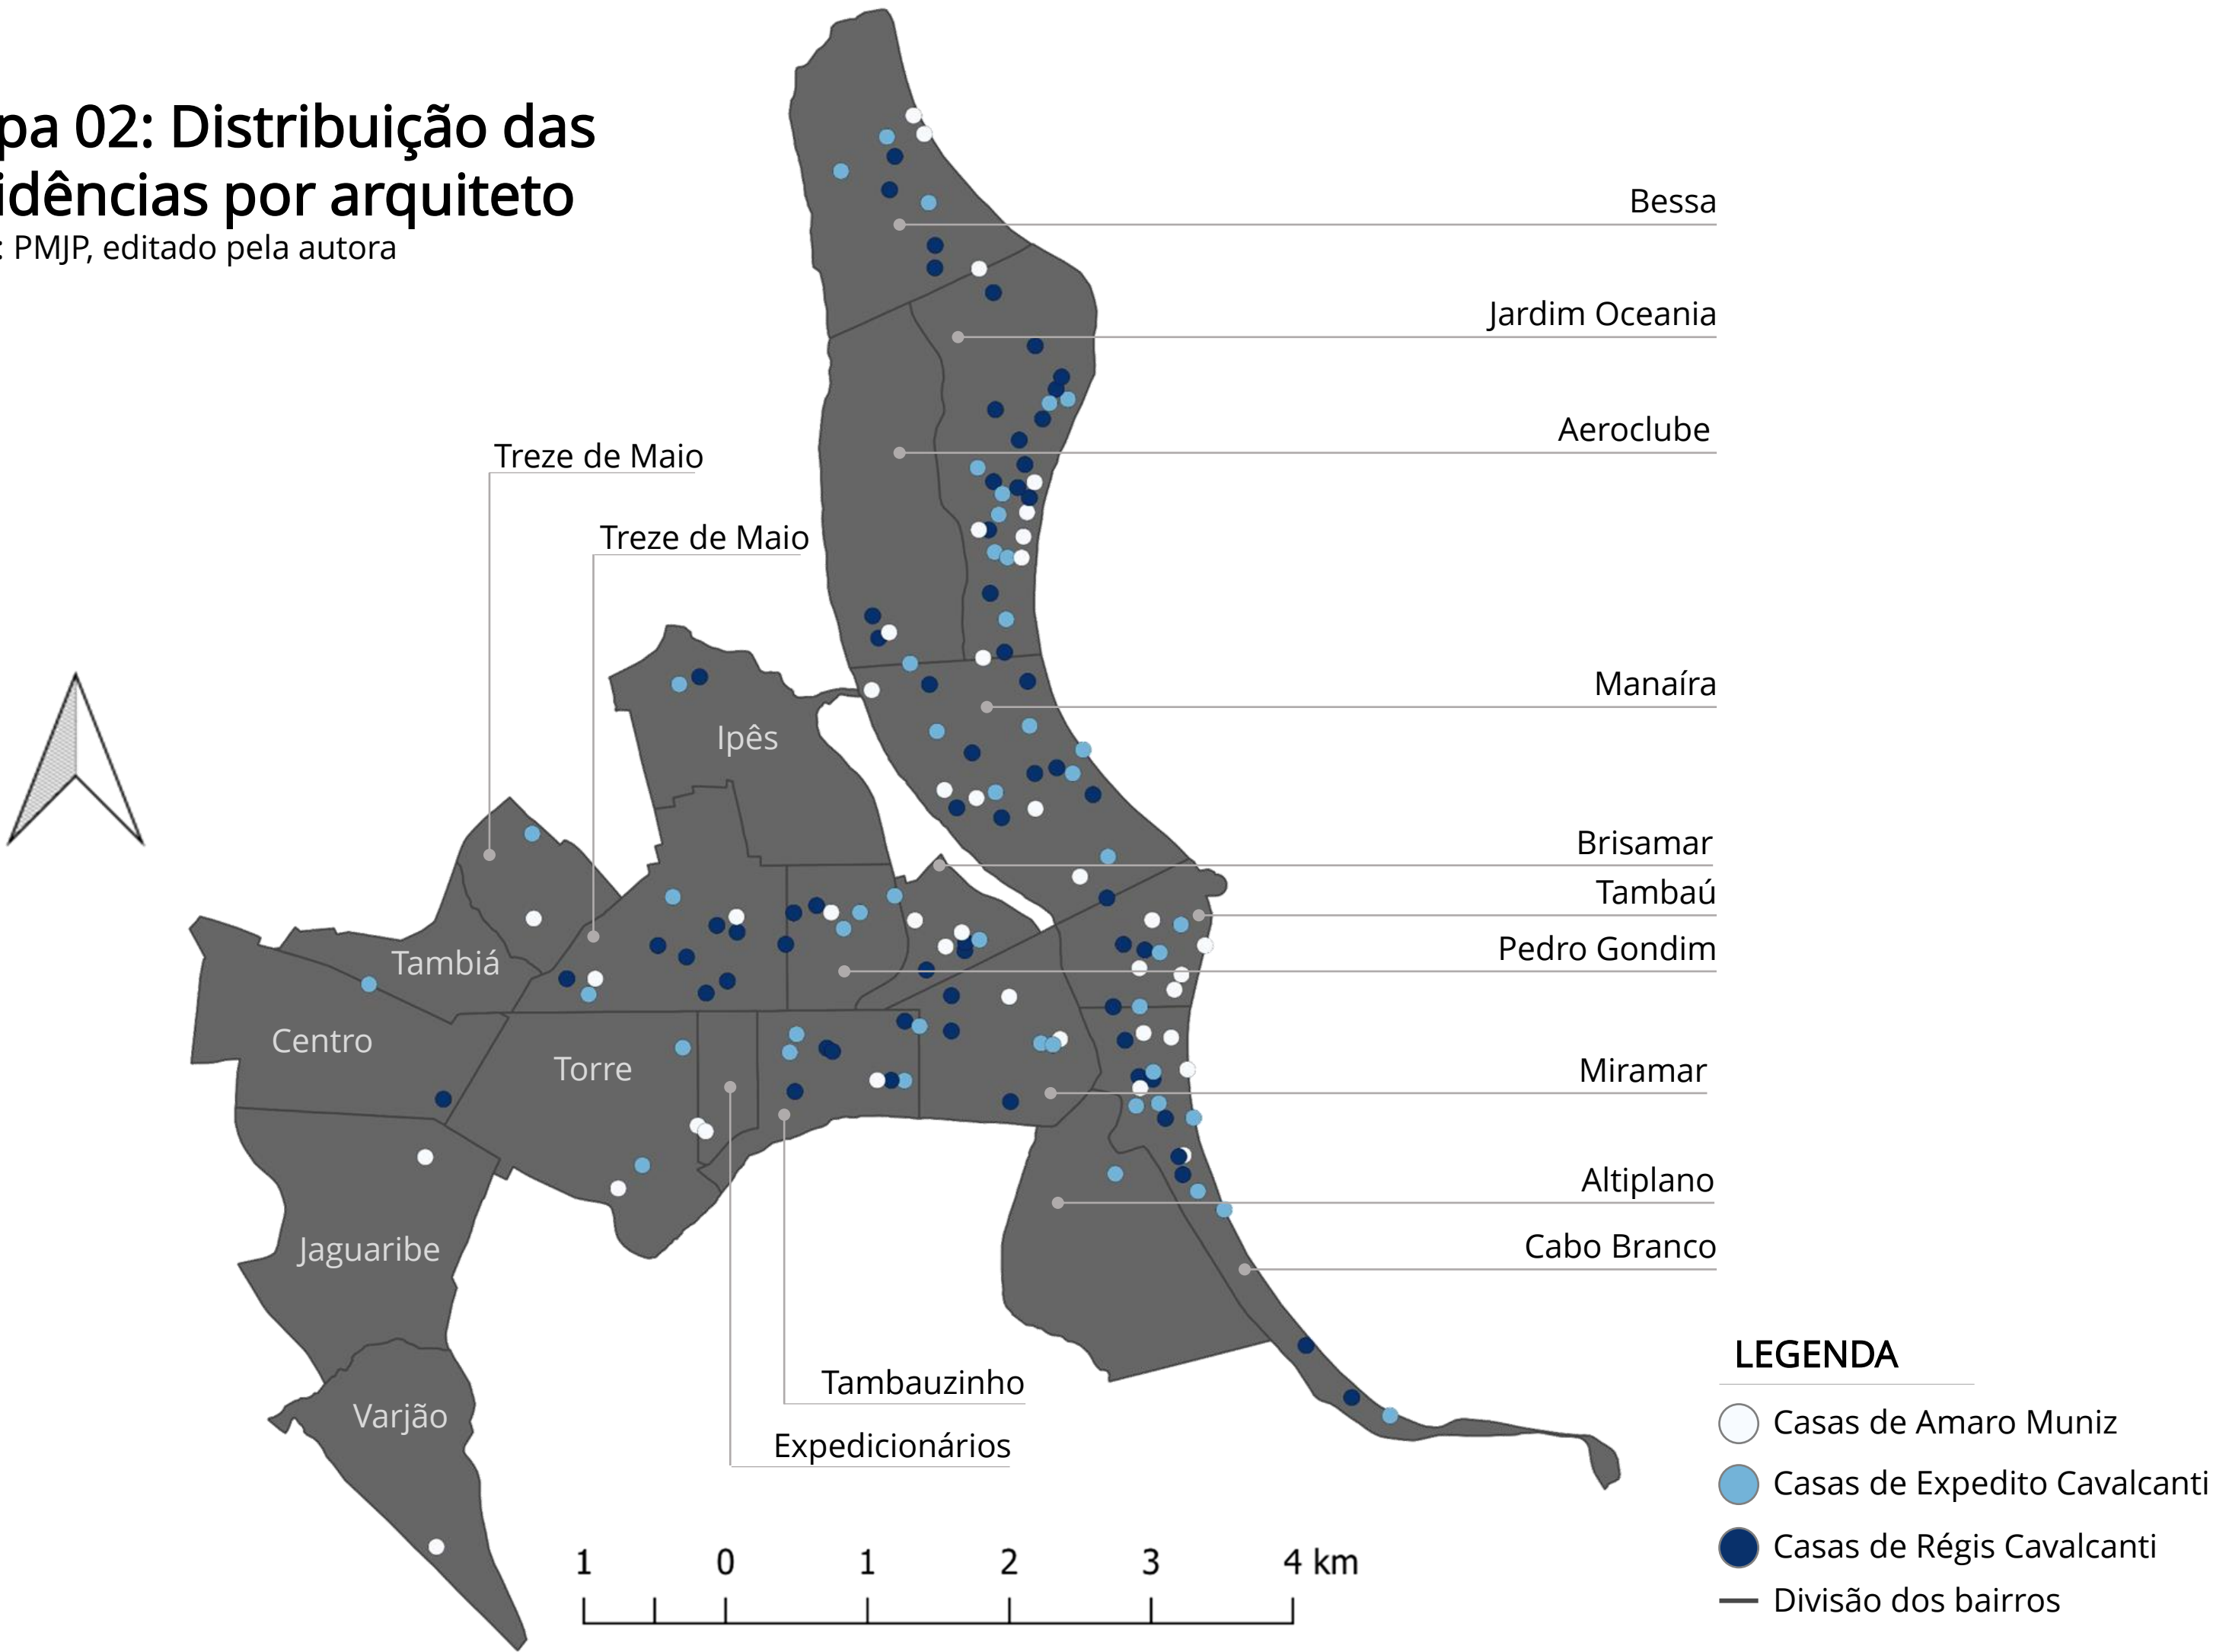 pa 02: Distribuição das
idências por arquiteto
: PMJP, editado pela autora
Bessa
Jardim Oceania
Aeroclube
Treze de Maio
Treze de Maio
Manaíra
Ipês
Brisamar
Tambaú
Pedro Gondim
Tambiá
Centro
Torre
Miramar
Altiplano
Jaguaribe
Cabo Branco
Tambauzinho
Varjão
Expedicionários
LEGENDA
Casas de Amaro Muniz
Casas de Expedito Cavalcanti
Casas de Régis Cavalcanti
Divisão dos bairros
1 0 1 2 3 4 km